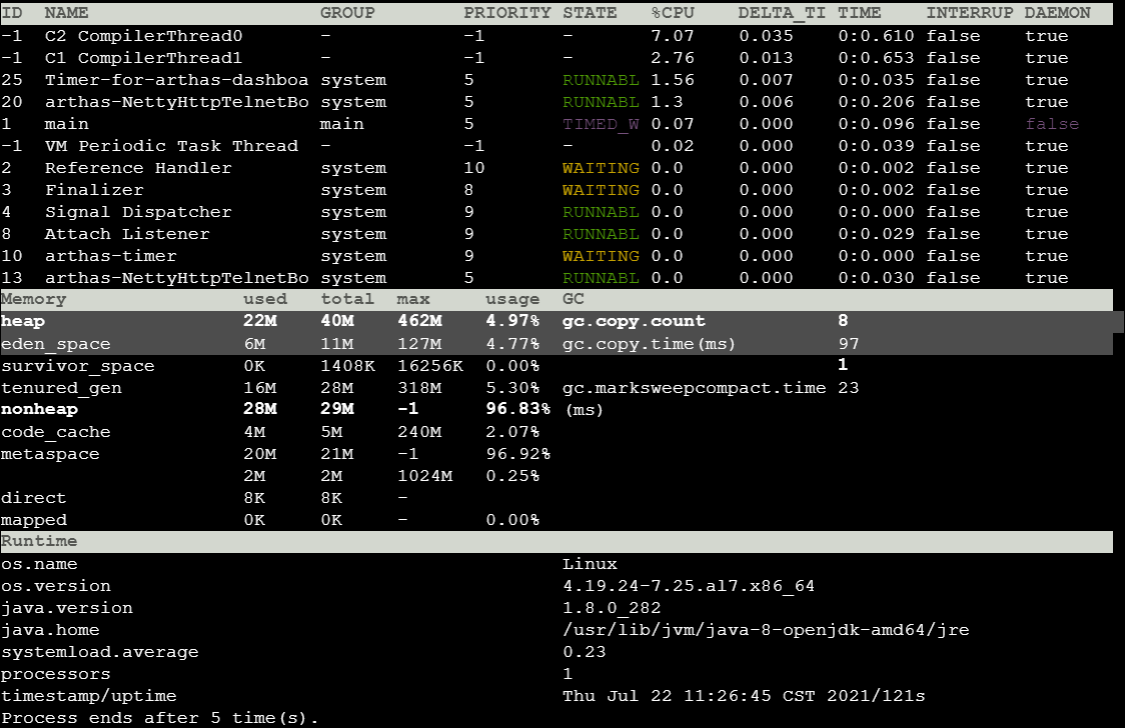 ID NAME GROUP PRIORITY STATE %CPU DELTA_TI TIME INTERRUP DAEMON
-1 C2 CompilerThread0 - -1 - 7.07 0.035 0:0.610 false true
-1 C1 CompilerThread1 - -1 - 2.76 0.013 0:0.653 false true
25 Timer-for-arthas-dashboa system 5 RUNNABL 1.56 0.007 0:0.035 false true
20 arthas-NettyHttpTelnetBo system 5 RUNNABL 1.3 0.006 0:0.206 false true
1 main main 5 TIMED_W 0.07 0.000 0:0.096 false false
-1 VM Periodic Task Thread - -1 - 0.02 0.000 0:0.039 false true
2 Reference Handler system 10 WAITING 0.0 0.000 0:0.002 false true
3 Finalizer system 8 WAITING 0.0 0.000 0:0.002 false true
4 Signal Dispatcher system 9 RUNNABL 0.0 0.000 0:0.000 false true
8 Attach Listener system 9 RUNNABL 0.0 0.000 0:0.029 false true
10 arthas-timer system 9 WAITING 0.0 0.000 0:0.000 false true
13 arthas-NettyHttpTelnetBo system 5 RUNNABL 0.0 0.000 0:0.030 false true
Memory used total max usage GC
heap 22M 40M 462M 4.97% gc.copy.count 8
eden_space 6M 11M 127M 4.77% gc.copy.time(ms) 97
survivor_space 0K 1408K 16256K 0.00% 1
tenured_gen 16M 28M 318M 5.30% gc.marksweepcompact.time 23
nonheap 28M 29M -1 96.83% (ms)
code_cache 4M 5M 240M 2.07%
metaspace 20M 21M -1 96.92%
2M 2M 1024M 0.25%
direct 8K 8K -
mapped 0K 0K - 0.00%
Runtime
os.name Linux
os.version 4.19.24-7.25.al7.x86_64
java.version 1.8.0_282
java.home /usr/lib/jvm/java-8-openjdk-amd64/jre
systemload.average 0.23
processors 1
timestamp/uptime Thu Jul 22 11:26:45 CST 2021/121s
Process ends after 5 time(s).